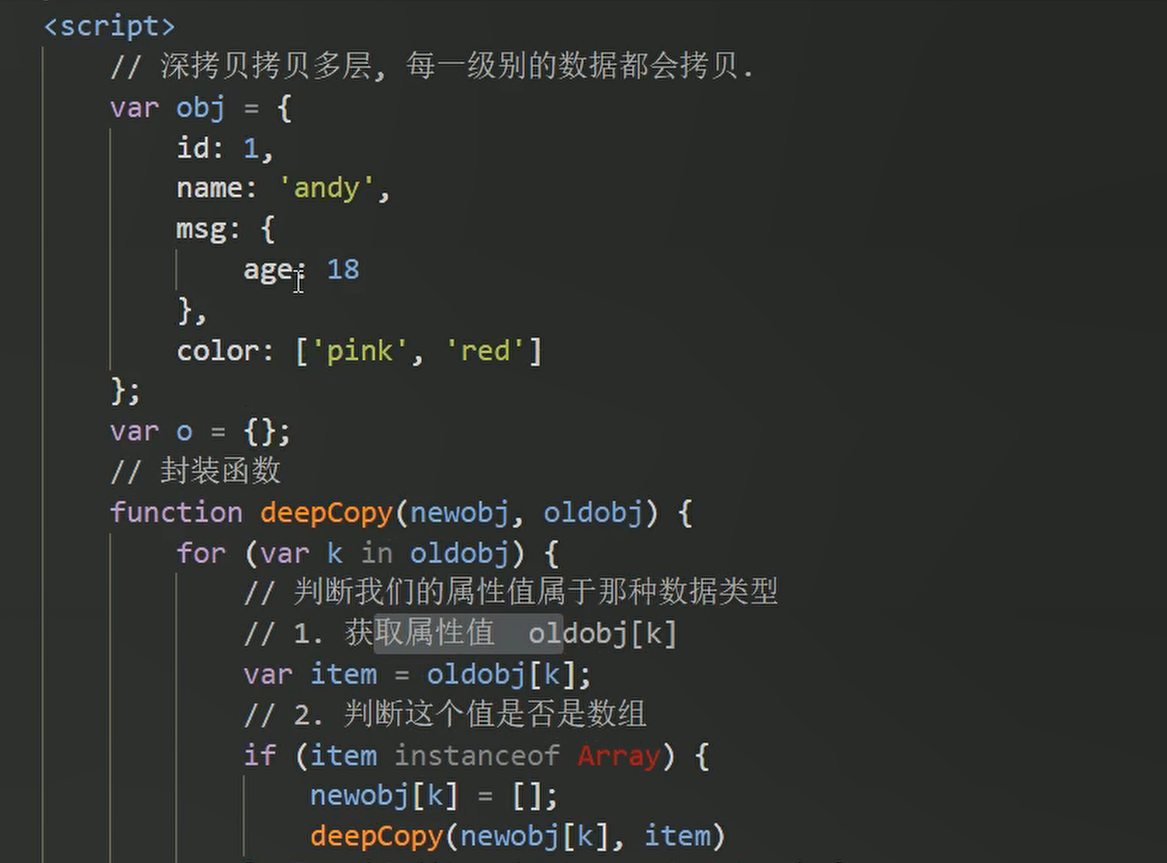 <script>
// 深拷贝拷贝多层, 每一级别的数据都会拷贝.
var obj = {
id: 1,
name: 'andy',
msg: {
age: 18
},
color: ['pink', 'red']
};
var o = {};
// 封装函数
function deepCopy(newobj, oldobj) {
for (var k in oldobj) {
// 判断我们的属性值属于那种数据类型
// 1. 获取属性值  oldobj[k]
var item = oldobj[k];
// 2. 判断这个值是否是数组
if (item instanceof Array) {
newobj[k] = [];
deepCopy(newobj[k], item)